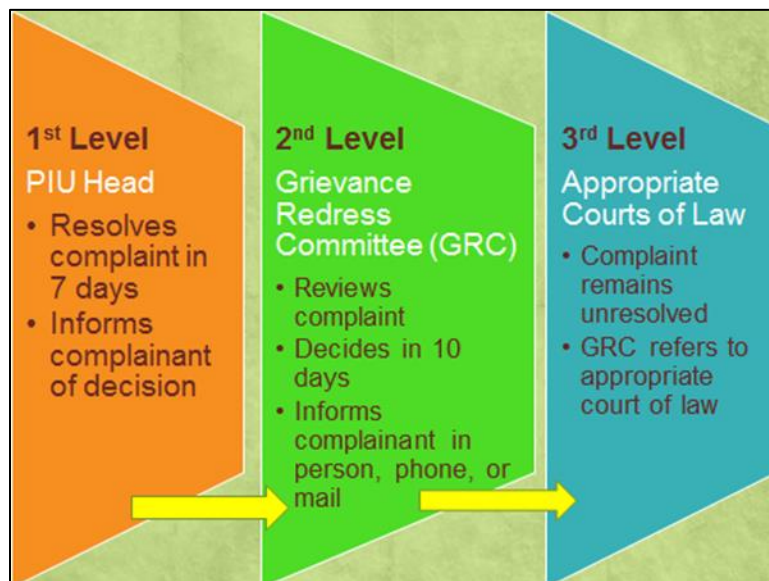 1st Level
PIU Head
• Resolves
complaint in
7 days
• Informs
complainant
of decision
2nd Level
Grievance
Redress
Committee (GRC)
• Reviews
complaint
• Decides in 10
days
• Informs
complainant in
person, phone, or
mail
3rd Level
Appropriate
Courts of Law
• Complaint
remains
unresolved
• GRC refers to
appropriate
court of law